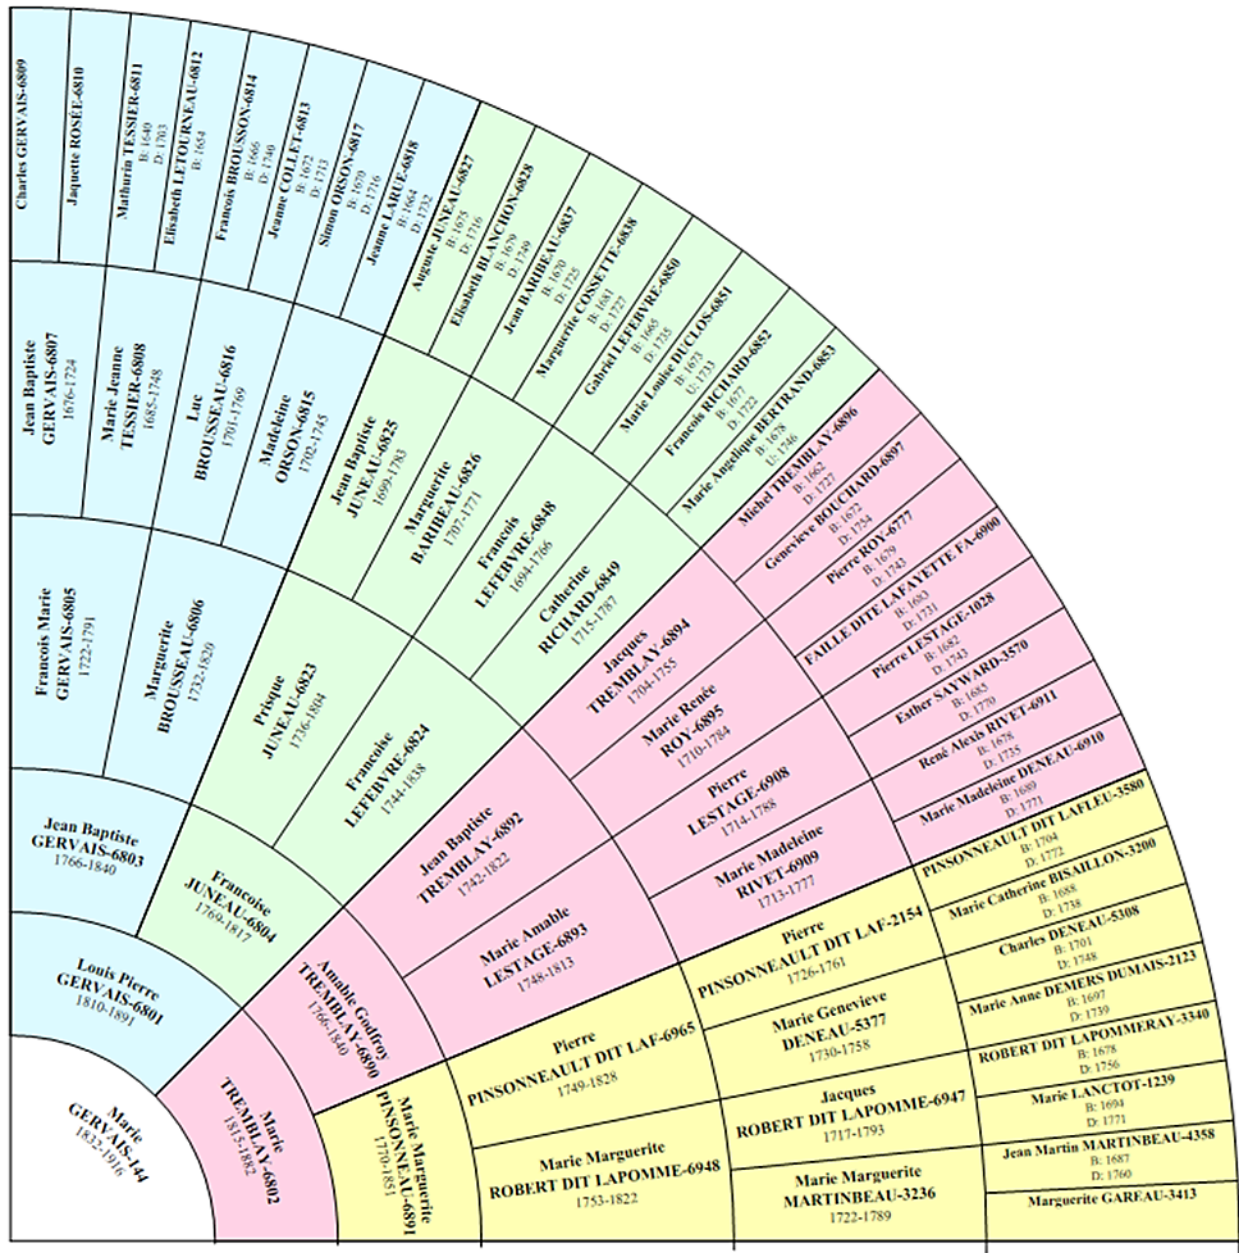 Charles GERVAIS-6809
Jaquette ROSÉE-6810
Mathurin TESSIER-6811
B: 1640
D: 1703
Elisabeth LETOURNEAU-6812
B: 1654
Francois BROUSSON-6814
B: 1666
D: 1740
Jeanne COLLET-6813
B: 1672
D: 1713
Simon ORSON-6817
B: 1670
D: 1716
Jeanne LARUE-6818
B: 1664
D: 1732
Auguste JUNEAU-6827
B: 1675
D: 1716
Elisabeth BLANCHON-6828
B: 1679
D: 1749
Jean BARIBEAU-6837
B: 1670
D: 1725
Marguerite COSSETTE-6838
B: 1681
D: 1727
Gabriel LEFEBVRE-6850
B: 1665
D: 1735
Marie Louise DUCLOS-6851
B: 1673
U: 1733
Francois RICHARD-6852
B: 1677
D: 1722
Marie Angelique BERTRAND-6853
B: 1678
U: 1746
Michel TREMBLAY-6896
B: 1662
D: 1727
Genevieve BOUCHARD-6897
B: 1672
D: 1754
Pierre ROY-6777
B: 1679
D: 1743
FAILLE DITE LAFAYETTE FA-6900
B: 1683
D: 1731
Pierre LESTAGE-1028
B: 1682
D: 1743
Esther SAYWARD-3570
B: 1685
D: 1770
René Alexis RIVET-6911
B: 1678
D: 1735
Marie Madeleine DENEAU-6910
B: 1689
D: 1771
PINSONNEAULT DIT LAFLEU-3580
B: 1704
D: 1772
Marie Catherine BISAILLON-3200
B: 1688
D: 1738
Charles DENEAU-5308
B: 1701
D: 1748
Marie Anne DEMERS DUMAIS-2123
B: 1697
D: 1739
ROBERT DIT LAPOMMERAY-3340
B: 1678
D: 1756
Marie LANCTOT-1239
B: 1694
D: 1771
Jean Martin MARTINBEAU-4358
B: 1687
D: 1760
Marguerite GAREAU-3413
Jean Baptiste
GERVAIS-6807
1676-1724
Marie Jeanne
TESSIER-6808
1685-1748
Luc
BROUSSEAU-6816
1701-1769
Madeleine
ORSON-6815
1702-1745
Jean Baptiste
JUNEAU-6825
1699-1783
Marguerite
BARIBEAU-6826
1707-1771
Francois
LEFEBVRE-6848
1694-1766
Catherine
RICHARD-6849
1715-1787
Jacques
TREMBLAY-6894
1704-1755
Marie Renée
ROY-6895
1710-1784
Pierre
LESTAGE-6908
1714-1788
Marie Madeleine
RIVET-6909
1713-1777
Pierre
PINSONNEAULT DIT LAF-2154
1726-1761
Marie Genevieve
DENEAU-5377
1730-1758
Jacques
ROBERT DIT LAPOMME-6947
1717-1793
Marie Marguerite
MARTINBEAU-3236
1722-1789
Francois Marie
GERVAIS-6805
1722-1791
Marguerite
BROUSSEAU-6806
1732-1820
Prisque
JUNEAU-6823
1736-1804
Francoise
LEFEBVRE-6824
1744-1838
Jean Baptiste
TREMBLAY-6892
1742-1822
Marie Amable
LESTAGE-6893
1748-1813
Pierre
PINSONNEAULT DIT LAF-6965
1749-1828
Marie Marguerite
ROBERT DIT LAPOMME-6948
1753-1822
Jean Baptiste
GERVAIS-6803
1766-1840
Francoise
JUNEAU-6804
1769-1817
Amable Godfroy
TREMBLAY-6890
1766-1840
Marie Marguerite
PINSONNEAU-6891
1770-1851
Louis Pierre
GERVAIS-6801
1810-1891
Marie
TREMBLAY-6802
1815-1882
Marie
GERVAIS-144
1832-1916